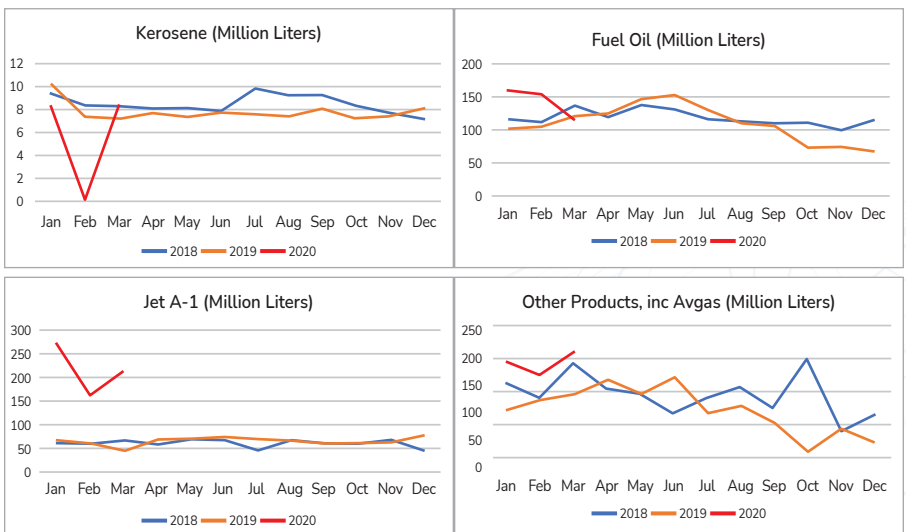 Kerosene (Million Liters)
12
10
8
6
4
2
0
Jan Feb Mar Apr May Jun Jul Aug Sep Oct Nov Dec
2018 2019 2020
Fuel Oil (Million Liters)
200
150
100
50
0
Jan Feb Mar Apr May Jun Jul Aug Sep Oct Nov Dec
2018 2019 2020
Jet A-1 (Million Liters)
300
250
200
150
100
50
0
Jan Feb Mar Apr May Jun Jul Aug Sep Oct Nov Dec
2018 2019 2020
Other Products, inc Avgas (Million Liters)
250
200
150
100
50
0
Jan Feb Mar Apr May Jun Jul Aug Sep Oct Nov Dec
2018 2019 2020